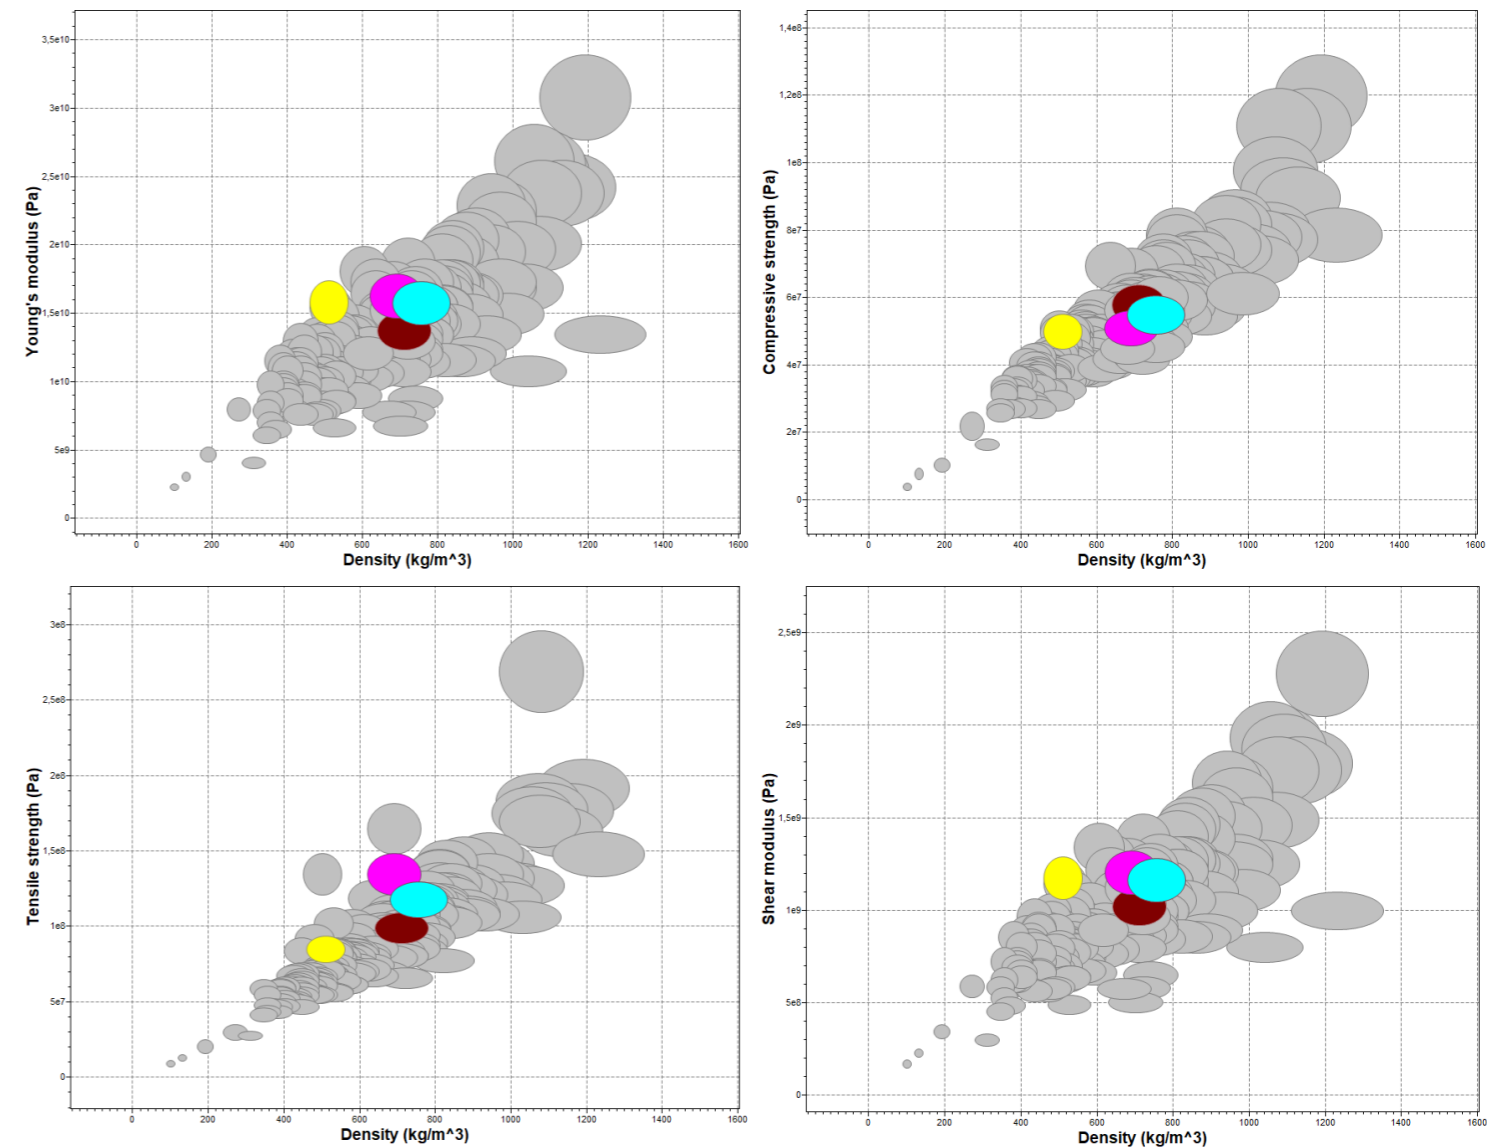 Young's modulus (Pa)
3,5e10
3e10
2,5e10
2e10
1,5e10
1e10
5e9
0
0 200 400 600 800 1000 1200 1400 1600
Density (kg/m^3)
Compressive strength (Pa)
1,4e8
1,2e8
1e8
8e7
6e7
4e7
2e7
0
0 200 400 600 800 1000 1200 1400 1600
Density (kg/m^3)
Tensile strength (Pa)
3e8
2,5e8
2e8
1,5e8
1e8
5e7
0
0 200 400 600 800 1000 1200 1400 1600
Density (kg/m^3)
Shear modulus (Pa)
2,5e9
2e9
1,5e9
1e9
5e8
0
0 200 400 600 800 1000 1200 1400 1600
Density (kg/m^3)